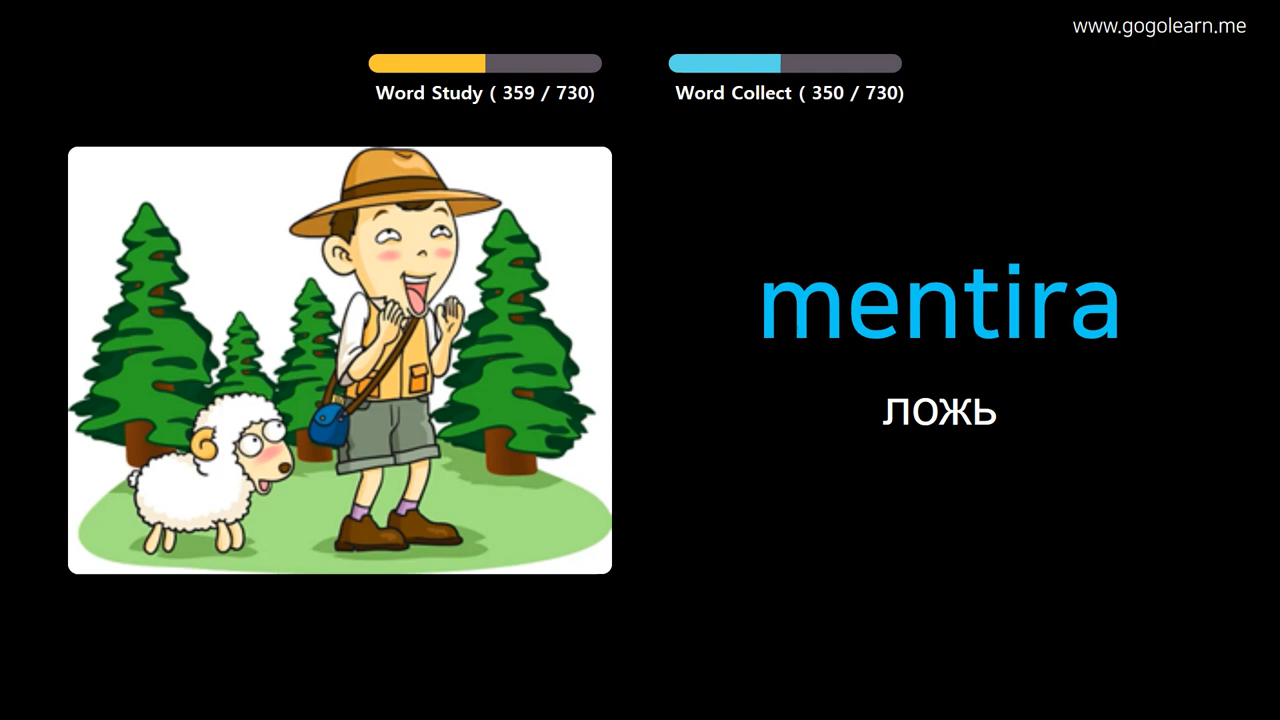 www.gogolearn.me
Word Study ( 359 / 730)
Word Collect ( 350 / 730)
mentira
ложь